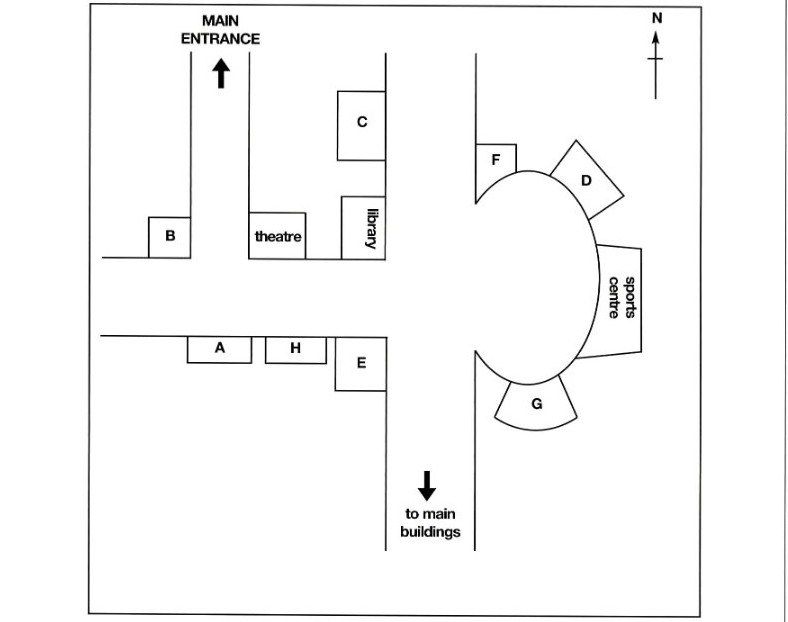 MAIN
ENTRANCE
N
C
F
D
B
theatre
library
sports
centre
A
H
E
G
to main
buildings